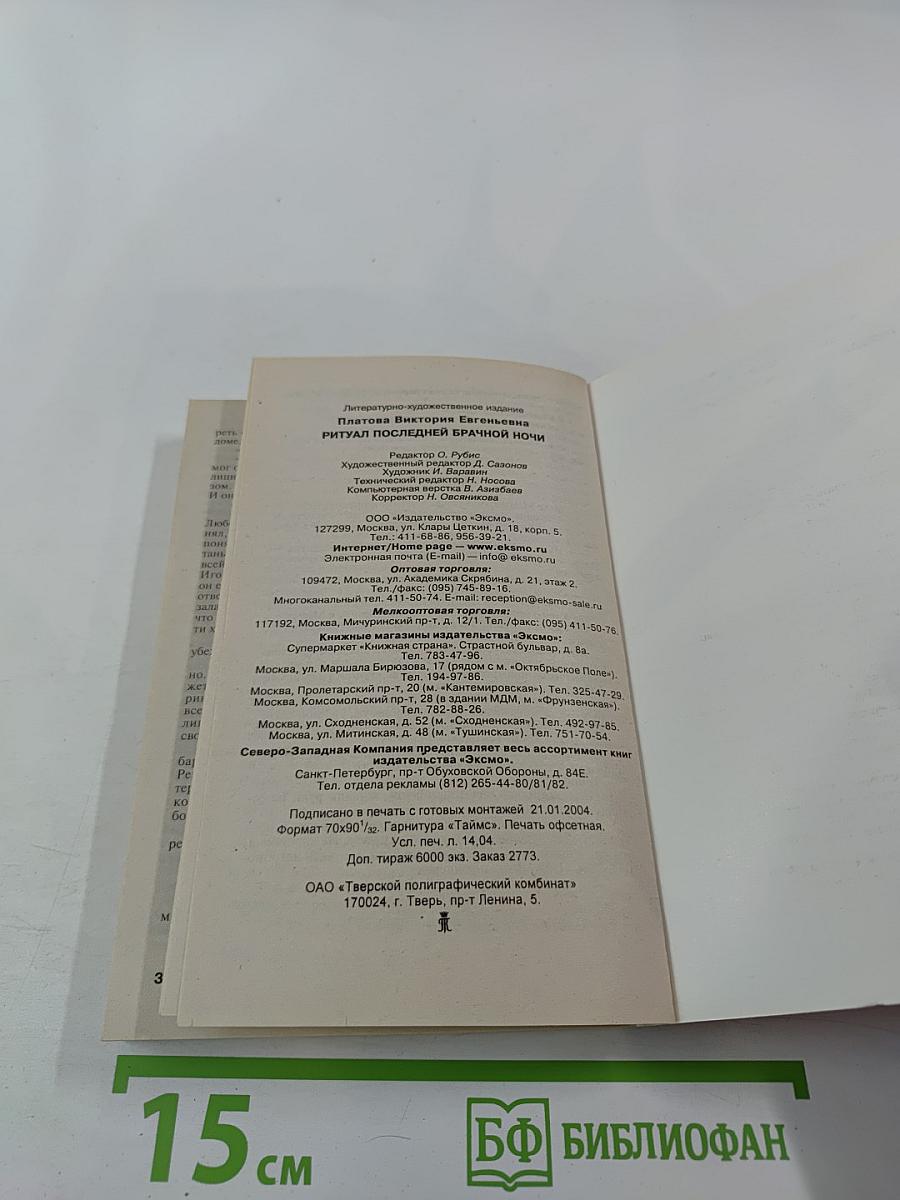 Литературно-художественное издание
Платова Виктория Евгеньевна
РИТУАЛ ПОСЛЕДНЕЙ БРАЧНОЙ НОЧИ
Редактор О. Рубис
Художественный редактор Д. Сазонов
Художник И. Варавин
Технический редактор Н. Носова
Компьютерная верстка В. Азизбаев
Корректор Н. Овсяникова
ООО «Издательство «Эксмо».
127299, Москва, ул. Клары Цеткин, д. 18, корп. 5.
Тел.: 411-68-86, 956-39-21.
Интернет/Home page — www.eksmo.ru
Электронная почта (E-mail) — info@ eksmo.ru
Оптовая торговля:
109472, Москва, ул. Академика Скрябина, д. 21, этаж 2.
Тел./факс: (095) 745-89-16.
Многоканальный тел. 411-50-74. E-mail: reception@eksmo-sale.ru
Мелкооптовая торговля:
117192, Москва, Мичуринский пр-т, д. 12/1. Тел./факс: (095) 411-50-76.
Книжные магазины издательства «Эксмо»:
Супермаркет «Книжная страна». Страстной бульвар, д. 8а.
Тел. 783-47-96.
Москва, ул. Маршала Бирюзова, 17 (рядом с м. «Октябрьское Поле»).
Тел. 194-97-86.
Москва, Пролетарский пр-т, 20 (м. «Кантемировская»). Тел. 325-47-29.
Москва, Комсомольский пр-т, 28 (в здании МДМ, м. «Фрунзенская»).
Тел. 782-88-26.
Москва, ул. Сходненская, д. 52 (м. «Сходненская»). Тел. 492-97-85.
Москва, ул. Митинская, д. 48 (м. «Тушинская»). Тел. 751-70-54.
Северо-Западная Компания представляет весь ассортимент книг
издательства «Эксмо».
Санкт-Петербург, пр-т Обуховской Обороны, д. 84Е.
Тел. отдела рекламы (812) 265-44-80/81/82.
Подписано в печать с готовых монтажей 21.01.2004.
Формат 70x90 1/32. Гарнитура «Таймс». Печать офсетная.
Усл. печ. л. 14,04.
Доп. тираж 6000 экз. Заказ 2773.
ОАО «Тверской полиграфический комбинат»
170024, г. Тверь, пр-т Ленина, 5.
15 см
БФ БИБЛИОФАН